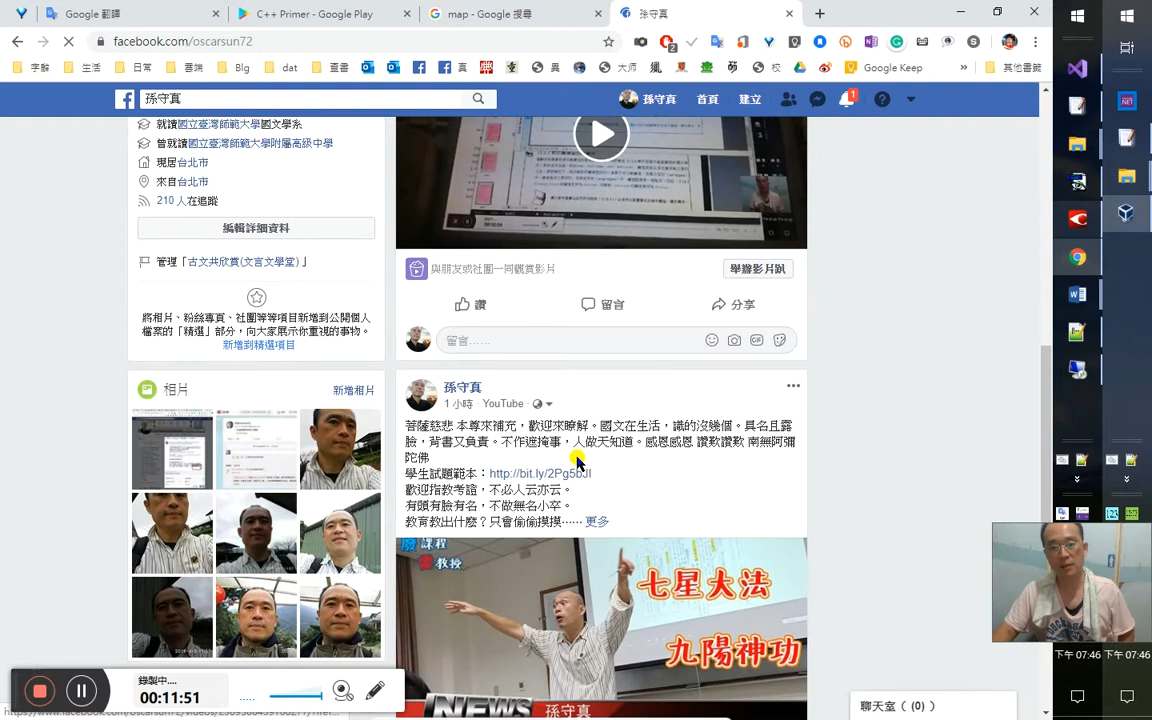 Google 翻譯
C++ Primer - Google Play
map - Google 搜尋
孫守真
facebook.com/oscarsun72
字辭
生活
日常
雲端
Blg
dat
查書
真
異
大师
校
Google Keep
其他書籤
孫守真
孫守真
首頁
建立
1
就讀國立臺灣師範大學國文學系
曾就讀國立臺灣師範大學附屬高級中學
現居台北市
來自台北市
210 人在追蹤
編輯詳細資料
管理「古文共欣賞(文言文學堂)」
將相片、粉絲專頁、社團等等項目新增到公開個人
檔案的「精選」部分，向大家展示你重視的事物。
新增到精選項目
相片
新增相片
與朋友或社團一同觀賞影片
舉辦影片趴
讚
留言
分享
留言……
孫守真
1 小時 · YouTube ·
菩薩慈悲 本尊來補充，歡迎來瞭解。國文在生活，識的沒幾個。具名且露
臉，背書又負責。不作逕掩事，人做天知道。感恩感恩 讚歎讚歎 南無阿彌
陀佛
學生試題範本：http://bit.ly/2Pg5bJl
歡迎指教考證，不必人云亦云。
有頭有臉有名，不做無名小卒。
教育教出什麼？只會偷偷摸摸…… 更多
課程
教授
七星大法
九陽神功
NEWS
孫守真
錄製中....
00:11:51
聊天室 ( (0) )
下午 07:46
下午 07:46